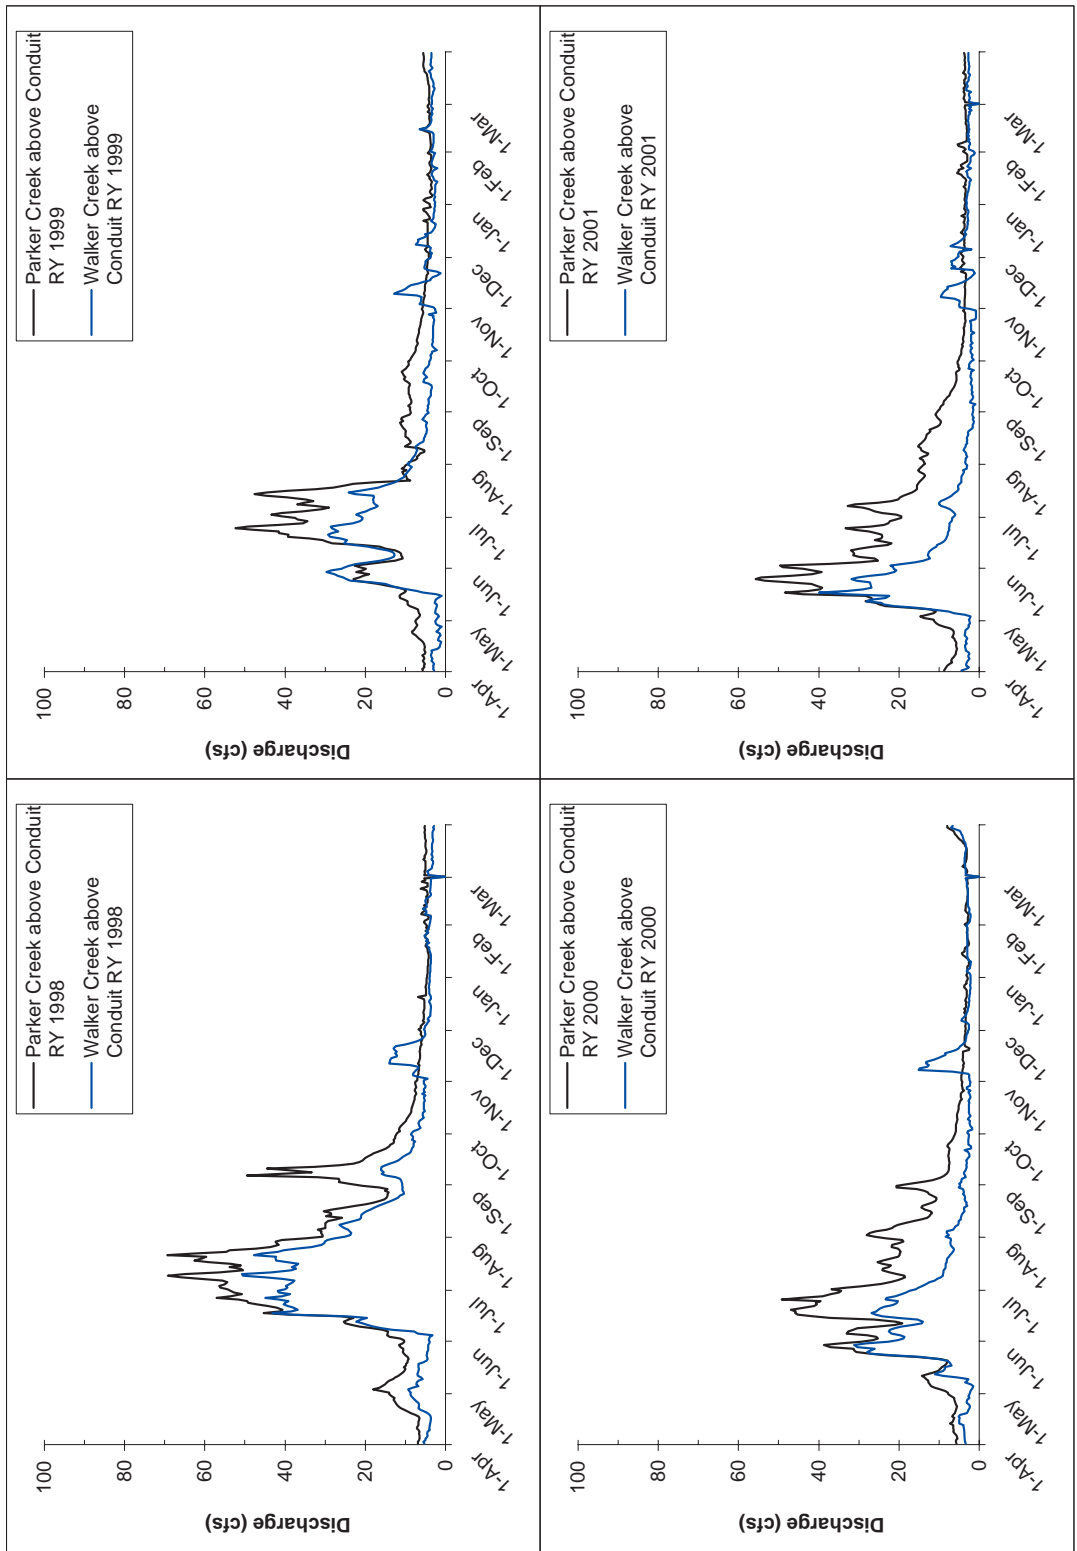 Parker Creek above Conduit
RY 1998
Walker Creek above
Conduit RY 1998
100
80
60
40
20
0
Discharge (cfs)
1-Apr
1-May
1-Jun
1-Jul
1-Aug
1-Sep
1-Oct
1-Nov
1-Dec
1-Jan
1-Feb
1-Mar
Parker Creek above Conduit
RY 1999
Walker Creek above
Conduit RY 1999
100
80
60
40
20
0
Discharge (cfs)
1-Apr
1-May
1-Jun
1-Jul
1-Aug
1-Sep
1-Oct
1-Nov
1-Dec
1-Jan
1-Feb
1-Mar
Parker Creek above Conduit
RY 2000
Walker Creek above
Conduit RY 2000
100
80
60
40
20
0
Discharge (cfs)
1-Apr
1-May
1-Jun
1-Jul
1-Aug
1-Sep
1-Oct
1-Nov
1-Dec
1-Jan
1-Feb
1-Mar
Parker Creek above Conduit
RY 2001
Walker Creek above
Conduit RY 2001
100
80
60
40
20
0
Discharge (cfs)
1-Apr
1-May
1-Jun
1-Jul
1-Aug
1-Sep
1-Oct
1-Nov
1-Dec
1-Jan
1-Feb
1-Mar